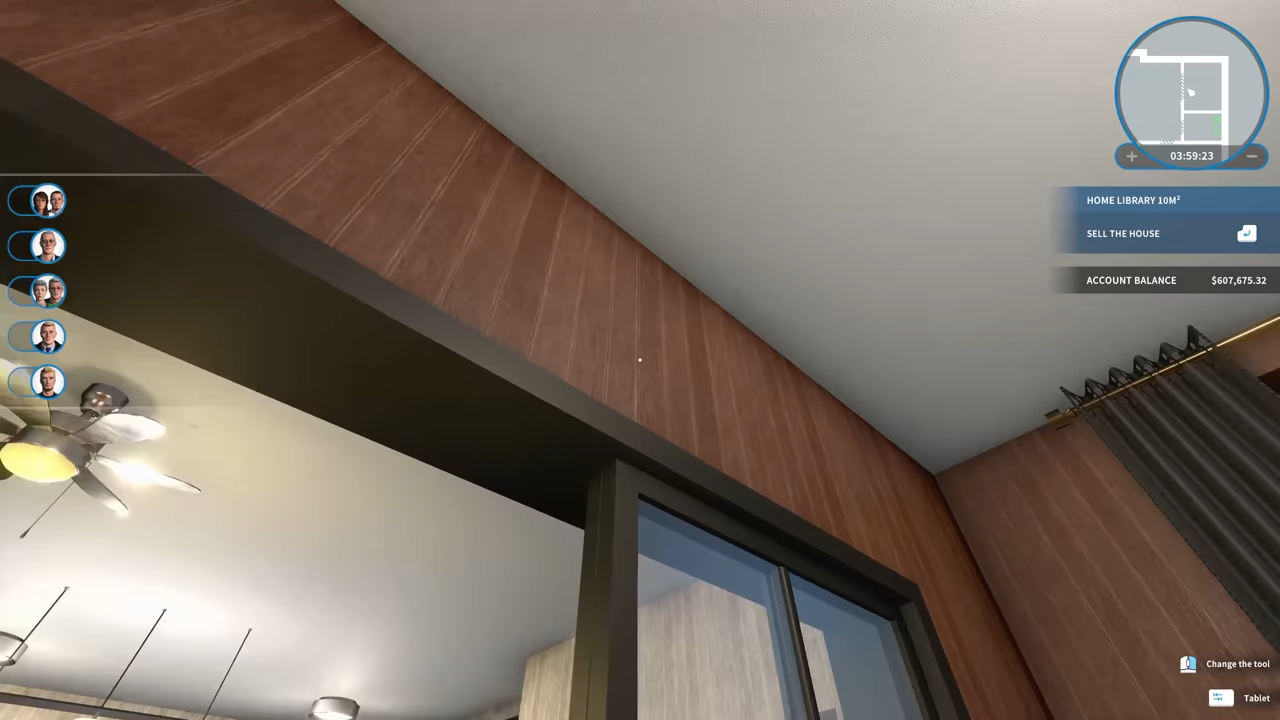 03:59:23
HOME LIBRARY 10M²
SELL THE HOUSE
ACCOUNT BALANCE $607,675.32
Change the tool
Tablet